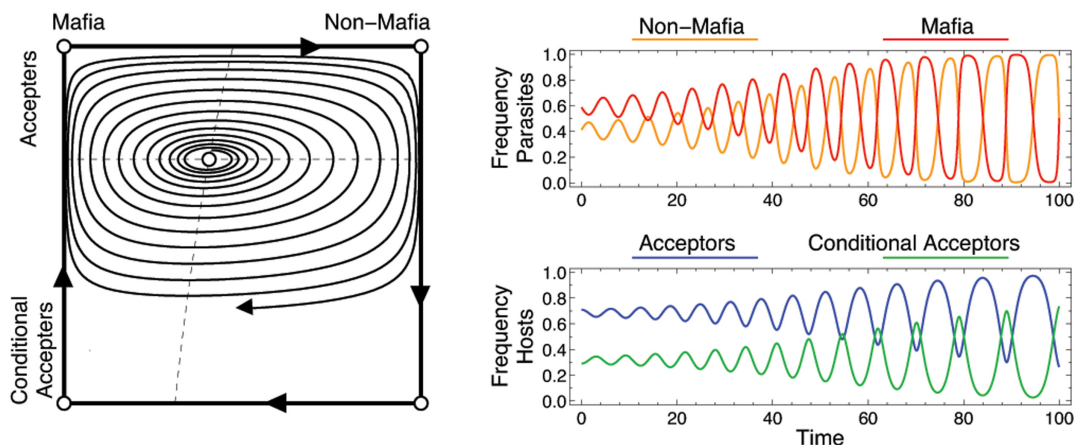 Mafia
Non-Mafia
Accepters
Conditional
Accepters
Non-Mafia
Mafia
Frequency
Parasites
1.0
0.8
0.6
0.4
0.2
0.0
0
20
40
60
80
100
Acceptors
Conditional Acceptors
Frequency
Hosts
1.0
0.8
0.6
0.4
0.2
0.0
0
20
40
60
80
100
Time